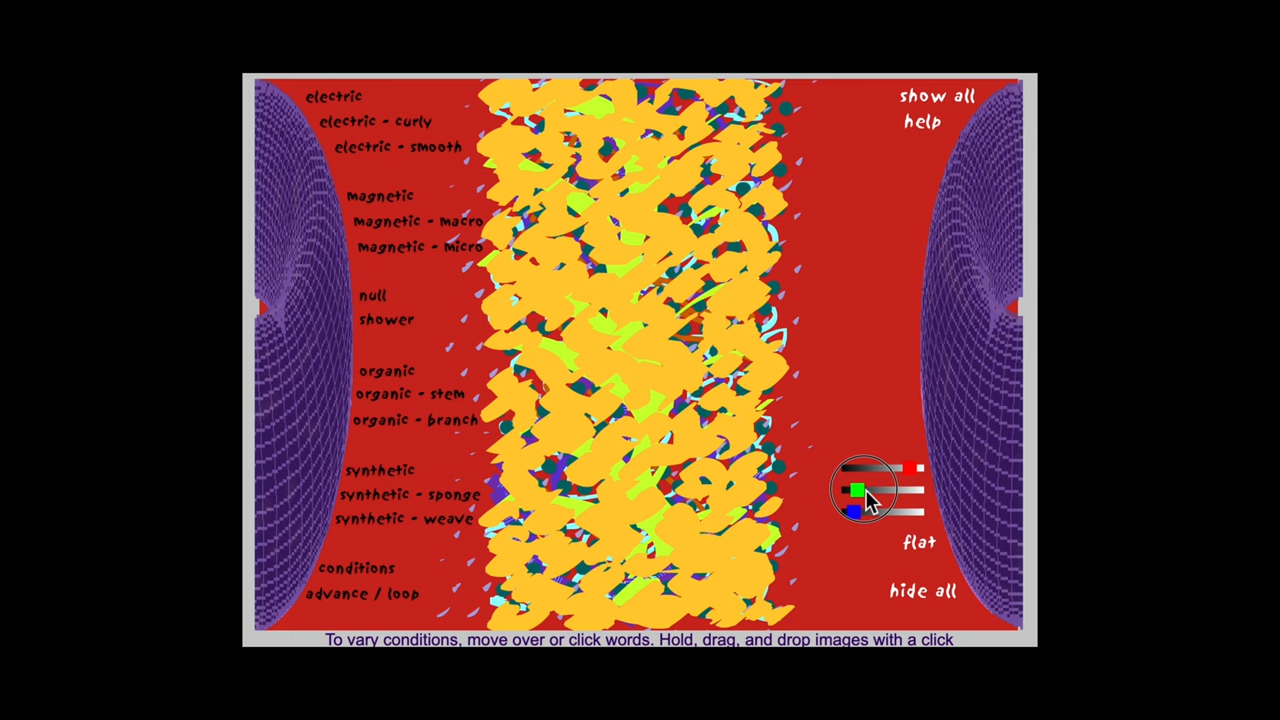 electric
electric - curly
electric - smooth
magnetic
magnetic - macro
magnetic - micro
null
shower
organic
organic - stem
organic - branch
synthetic
synthetic - sponge
synthetic - weave
conditions
advance / loop
show all
help
flat
hide all
To vary conditions, move over or click words. Hold, drag, and drop images with a click